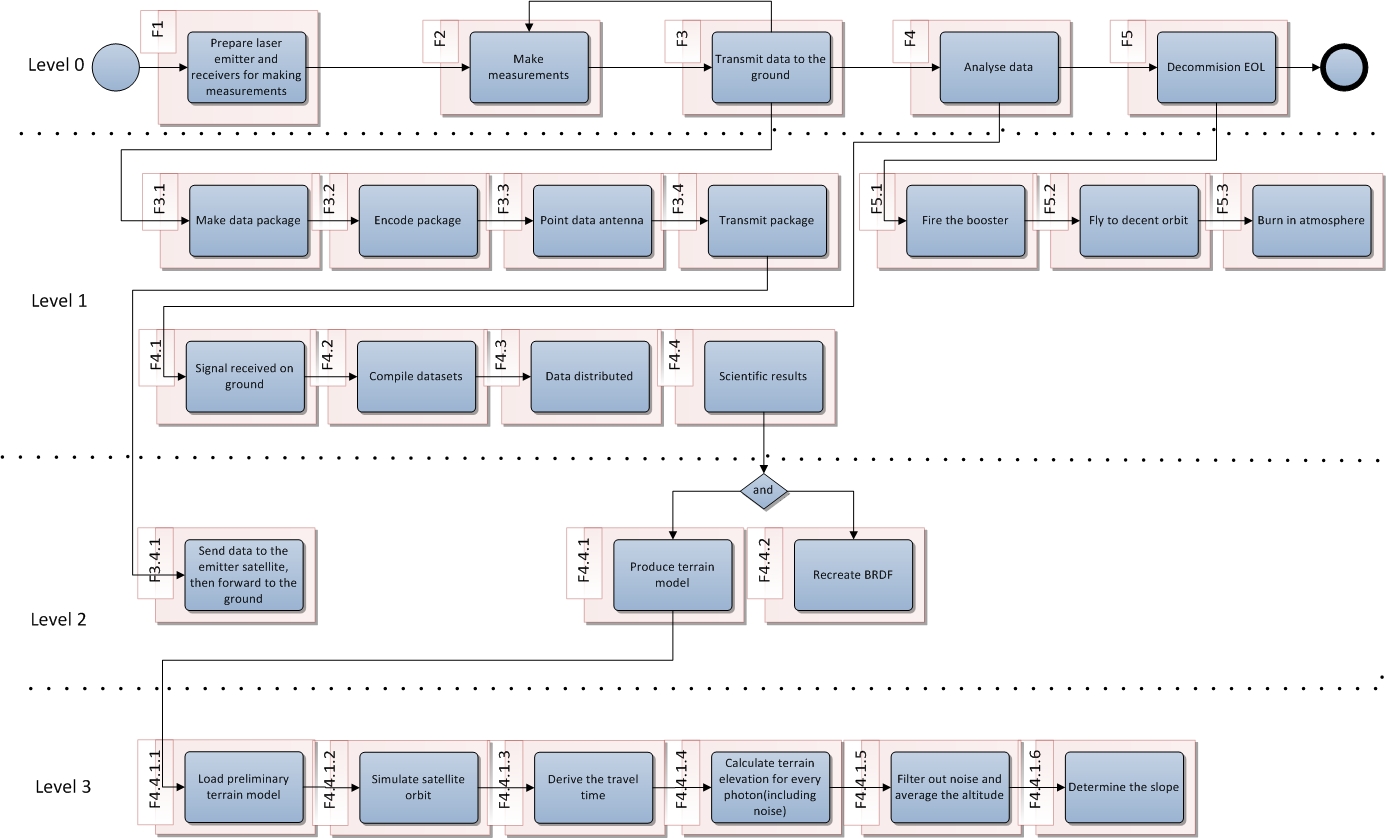 Level 0
F1
Prepare laser
emitter and
receivers for making
measurements
F2
Make
measurements
F3
Transmit data to the
ground
F4
Analyse data
F5
Decommision EOL
Level 1
F3.1
Make data package
F3.2
Encode package
F3.3
Point data antenna
F3.4
Transmit package
F5.1
Fire the booster
F5.2
Fly to decent orbit
F5.3
Burn in atmosphere
F4.1
Signal received on
ground
F4.2
Compile datasets
F4.3
Data distributed
F4.4
Scientific results
and
Level 2
F3.4.1
Send data to the
emitter satellite,
then forward to the
ground
F4.4.1
Produce terrain
model
F4.4.2
Recreate BRDF
Level 3
F4.4.1.1
Load preliminary
terrain model
F4.4.1.2
Simulate satellite
orbit
F4.4.1.3
Derive the travel
time
F4.4.1.4
Calculate terrain
elevation for every
photon(including
noise)
F4.4.1.5
Filter out noise and
average the altitude
F4.4.1.6
Determine the slope